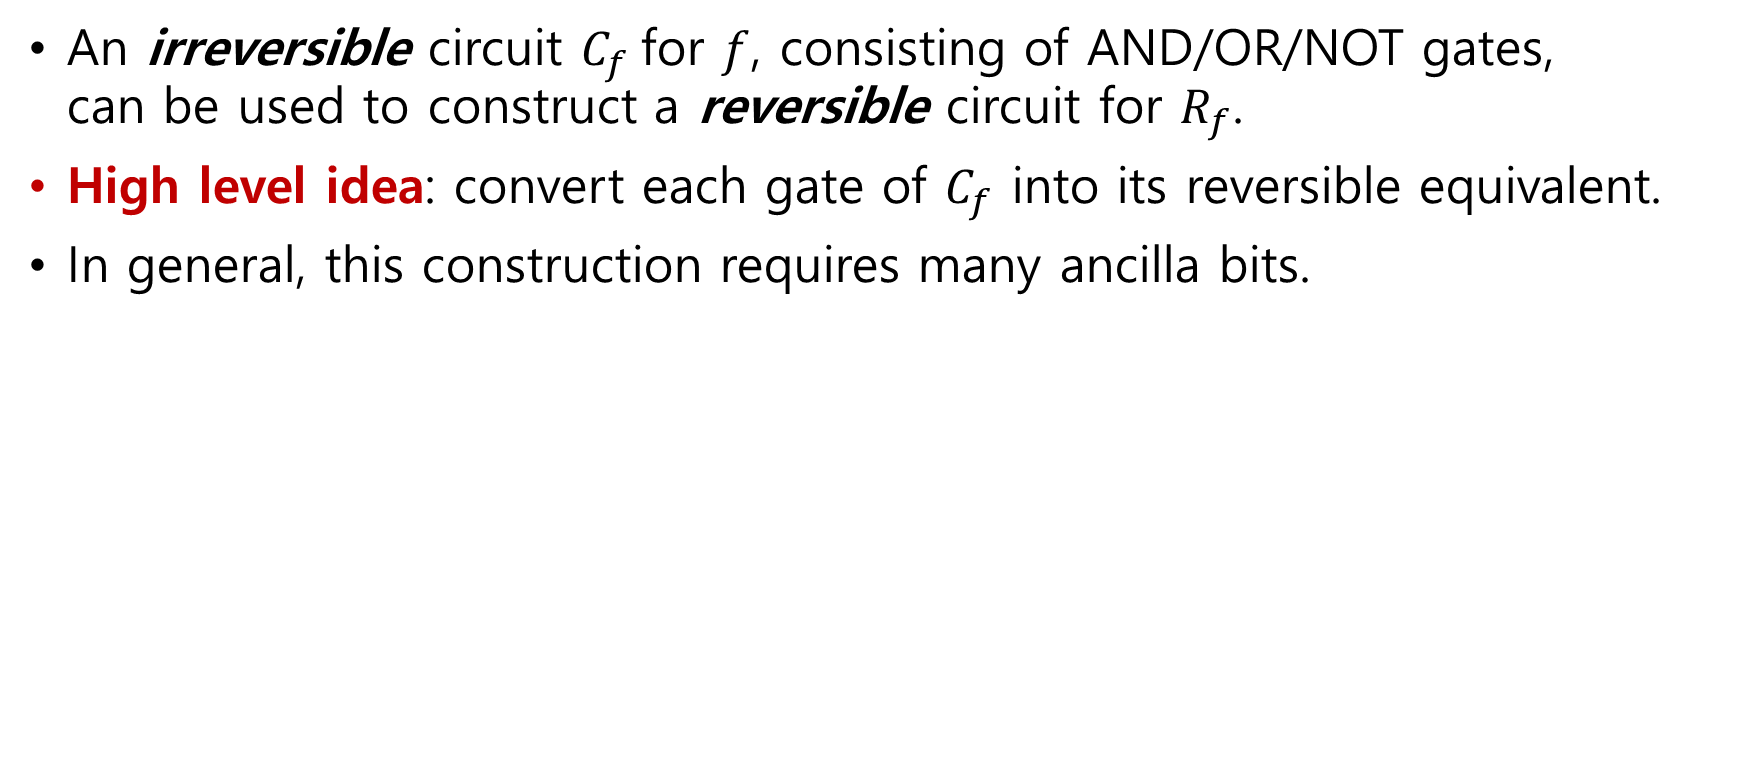 • An irreversible circuit C_f for f, consisting of AND/OR/NOT gates,
can be used to construct a reversible circuit for R_f.
• High level idea: convert each gate of C_f into its reversible equivalent.
• In general, this construction requires many ancilla bits.